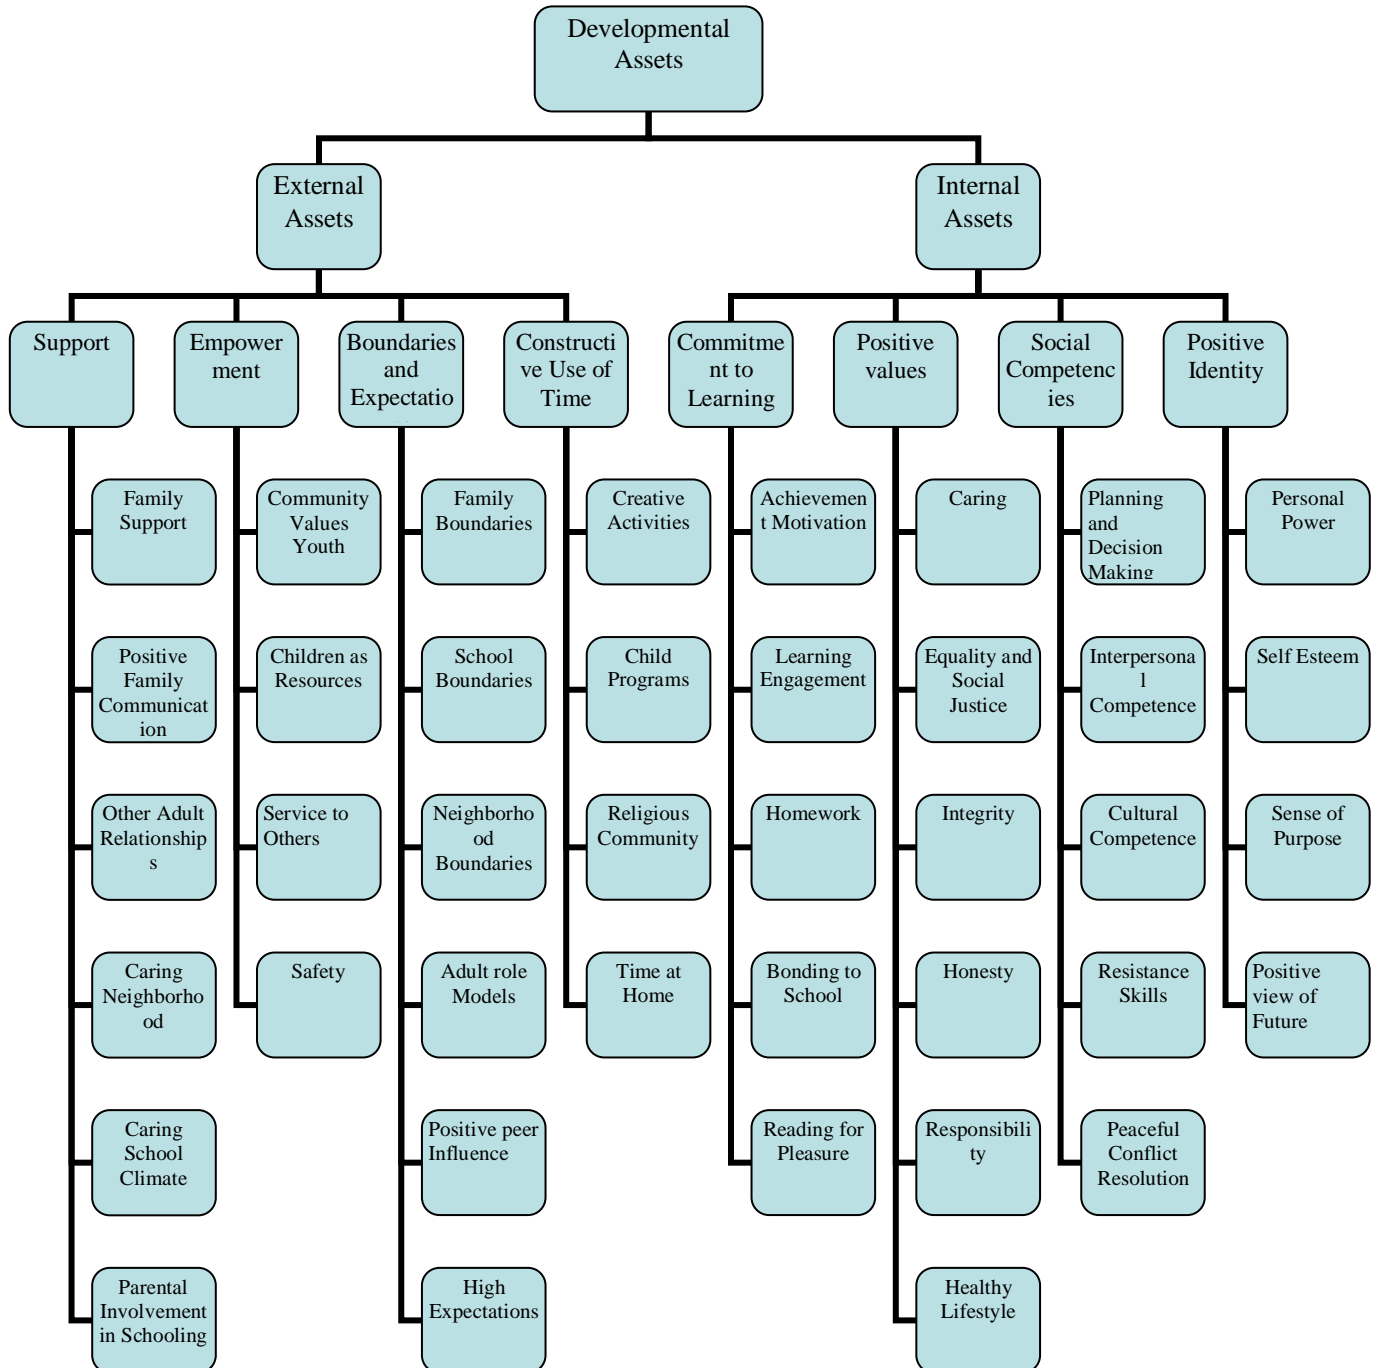 Developmental
Assets
External
Assets
Internal
Assets
Support
Empower
ment
Boundaries
and
Expectatio
Constructi
ve Use of
Time
Commitme
nt to
Learning
Positive
values
Social
Competenc
ies
Positive
Identity
Family
Support
Community
Values
Youth
Family
Boundaries
Creative
Activities
Achievemen
t Motivation
Caring
Planning
and
Decision
Making
Personal
Power
Positive
Family
Communicat
ion
Children as
Resources
School
Boundaries
Child
Programs
Learning
Engagement
Equality and
Social
Justice
Interpersona
l
Competence
Self Esteem
Other Adult
Relationship
s
Service to
Others
Neighborho
od
Boundaries
Religious
Community
Homework
Integrity
Cultural
Competence
Sense of
Purpose
Caring
Neighborho
od
Safety
Adult role
Models
Time at
Home
Bonding to
School
Honesty
Resistance
Skills
Positive
view of
Future
Caring
School
Climate
Positive peer
Influence
Reading for
Pleasure
Responsibili
ty
Peaceful
Conflict
Resolution
Parental
Involvement
in Schooling
High
Expectations
Healthy
Lifestyle